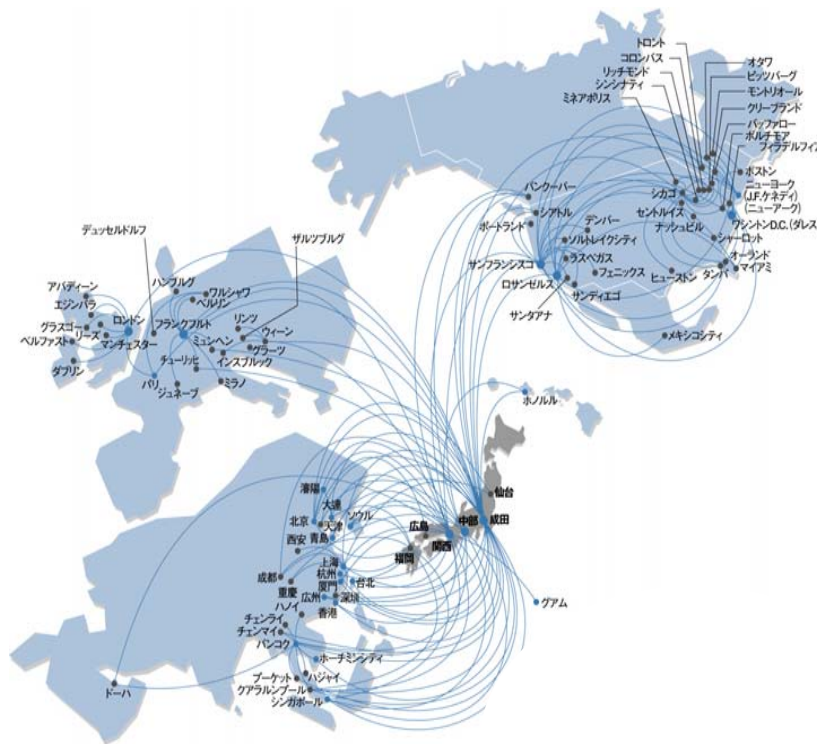 トロント
コロンバス
リッチモンド
シンシナティ
ミネアポリス
オタワ
ピッツバーグ
モントリオール
クリーブランド
バッファロー
ボルチモア
フィラデルフィア
ボストン
ニューヨーク
(J.F.ケネディ)
(ニューアーク)
ワシントンD.C.(ダレス)
シカゴ
セントルイス
ナッシュビル
シャーロット
オーランド
タンパ
マイアミ
ヒューストン
バンクーバー
シアトル
ポートランド
デンバー
ソルトレイクシティ
サンフランシスコ
ラスベガス
フェニックス
ロサンゼルス
サンディエゴ
サンタアナ
メキシコシティ
デュッセルドルフ
ザルツブルグ
アバディーン
ハンブルグ
ワルシャワ
ベルリン
エジンバラ
ロンドン
フランクフルト
リンツ
ウィーン
グラスゴー
リーズ
ミュンヘン
グラーツ
ベルファスト
マンチェスター
チューリッヒ
インスブルック
ダブリン
パリ
ジュネーブ
ミラノ
ホノルル
瀋陽
大連
仙台
北京
天津
ソウル
広島
中部
成田
青島
西安
福岡
関西
上海
成都
杭州
重慶
厦門
台北
広州
深圳
グアム
ハノイ
香港
チェンライ
チェンマイ
バンコク
ホーチミンシティ
ドーハ
プーケット
ハジャイ
クアラルンプール
シンガポール